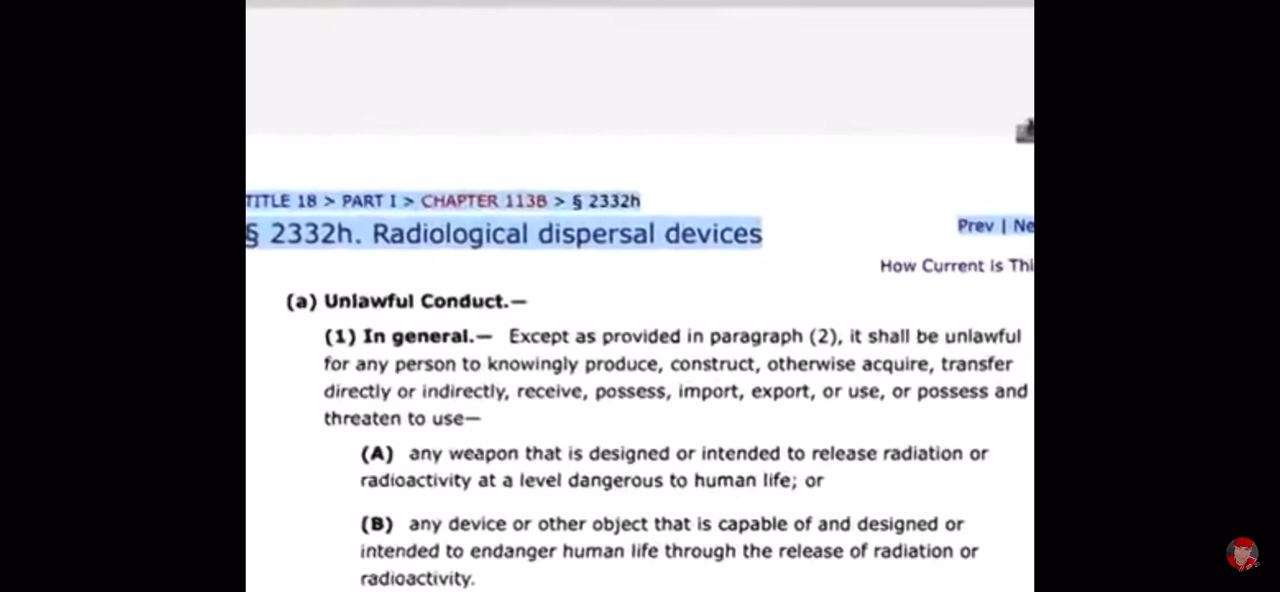 TITLE 18 > PART I > CHAPTER 113B > § 2332h
§ 2332h. Radiological dispersal devices
Prev | Ne
How Current is Thi
(a) Unlawful Conduct.—
(1) In general.— Except as provided in paragraph (2), it shall be unlawful
for any person to knowingly produce, construct, otherwise acquire, transfer
directly or indirectly, receive, possess, import, export, or use, or possess and
threaten to use—
(A) any weapon that is designed or intended to release radiation or
radioactivity at a level dangerous to human life; or
(B) any device or other object that is capable of and designed or
intended to endanger human life through the release of radiation or
radioactivity.